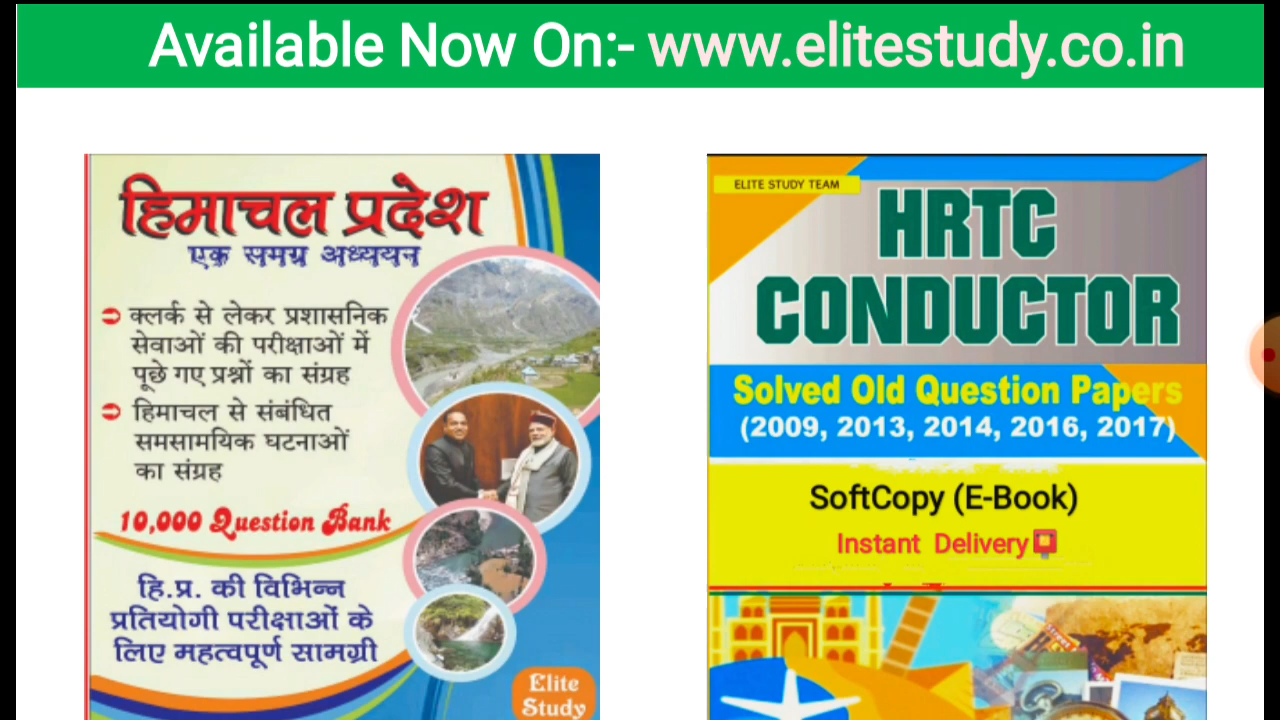 Available Now On:- www.elitestudy.co.in
हिमाचल प्रदेश
एक समग्र अध्ययन
क्लर्क से लेकर प्रशासनिक
सेवाओं की परीक्षाओं में
पूछे गए प्रश्नों का संग्रह
हिमाचल से संबंधित
समसामयिक घटनाओं
का संग्रह
10,000 Question Bank
हि.प्र. की विभिन्न
प्रतियोगी परीक्षाओं के
लिए महत्वपूर्ण सामग्री
Elite
Study
ELITE STUDY TEAM
HRTC
CONDUCTOR
Solved Old Question Papers
(2009, 2013, 2014, 2016, 2017)
SoftCopy (E-Book)
Instant Delivery